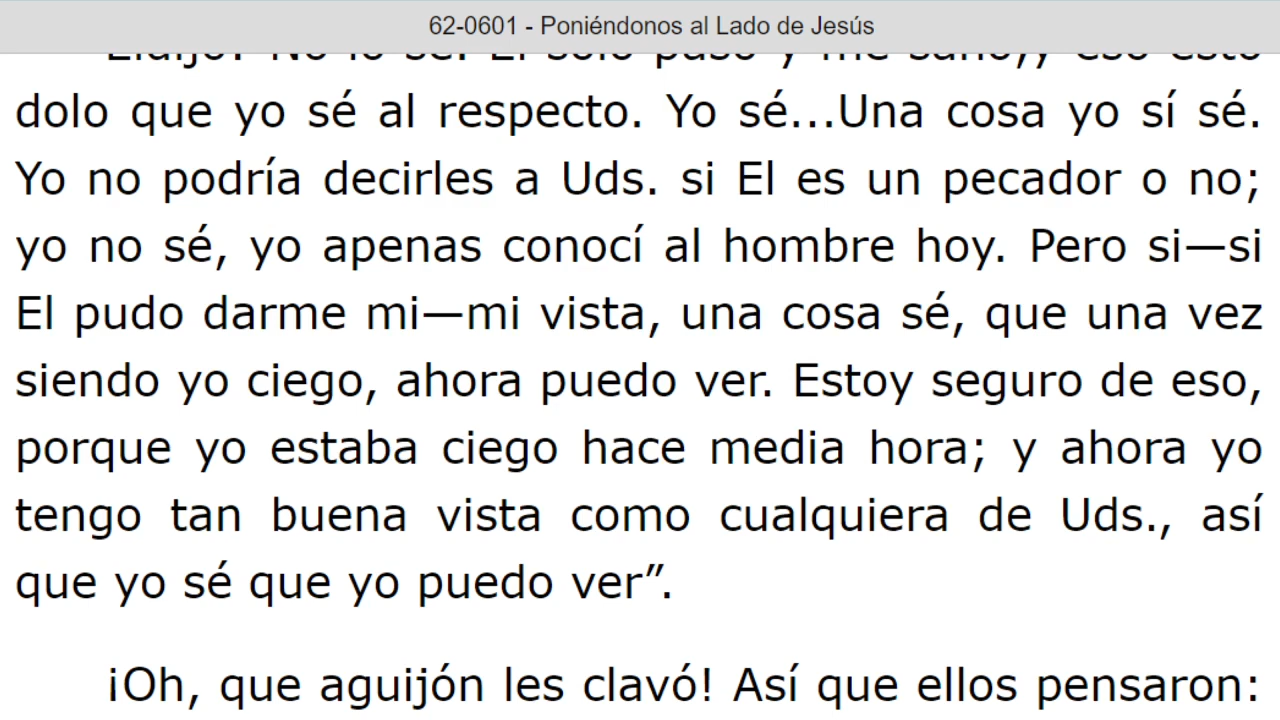 62-0601 - Poniéndonos al Lado de Jesús
dolo que yo sé al respecto. Yo sé...Una cosa yo sí sé.
Yo no podría decirles a Uds. si El es un pecador o no;
yo no sé, yo apenas conocí al hombre hoy. Pero si—si
El pudo darme mi—mi vista, una cosa sé, que una vez
siendo yo ciego, ahora puedo ver. Estoy seguro de eso,
porque yo estaba ciego hace media hora; y ahora yo
tengo tan buena vista como cualquiera de Uds., así
que yo sé que yo puedo ver”.
¡Oh, que aguijón les clavó! Así que ellos pensaron: